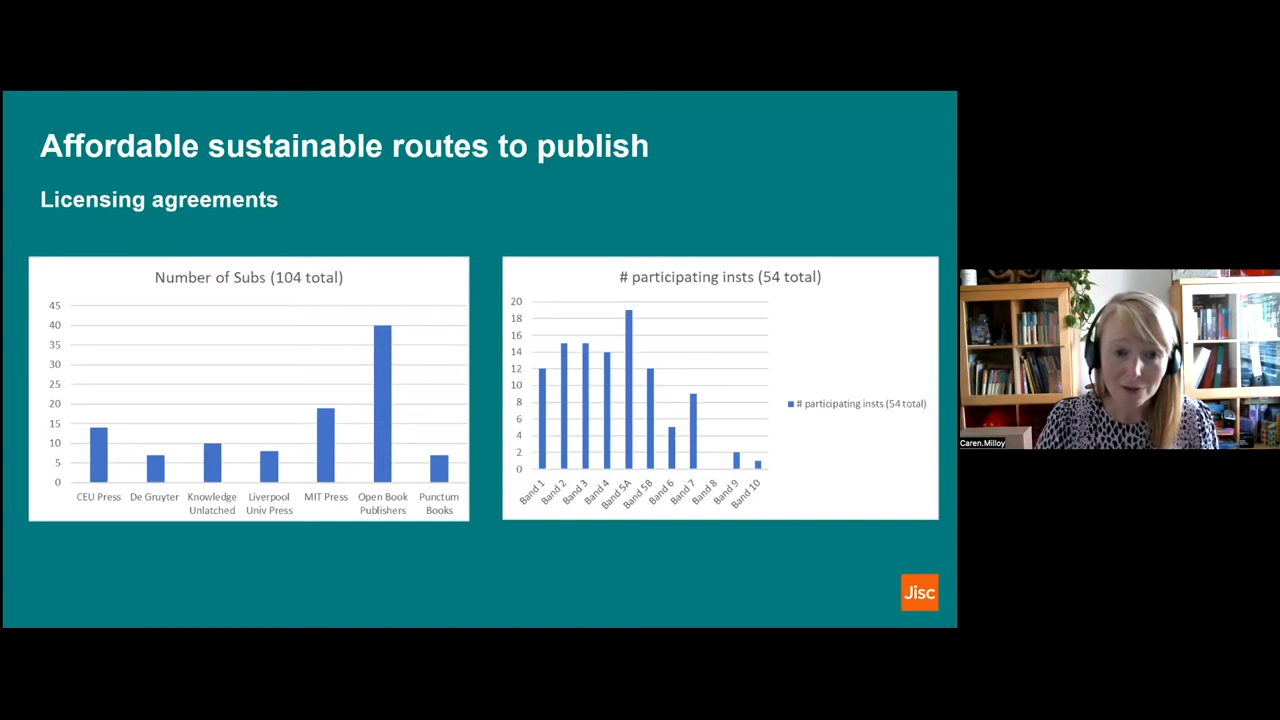 Affordable sustainable routes to publish
Licensing agreements
Number of Subs (104 total)
45
40
35
30
25
20
15
10
5
0
CEU Press
De Gruyter
Knowledge
Unlatched
Liverpool
Univ Press
MIT Press
Open Book
Publishers
Punctum
Books
# participating insts (54 total)
20
18
16
14
12
10
8
6
4
2
0
Band 1
Band 2
Band 3
Band 4
Band 5A
Band 5B
Band 6
Band 7
Band 8
Band 9
Band 10
# participating insts (54 total)
Jisc
Caren.Milloy